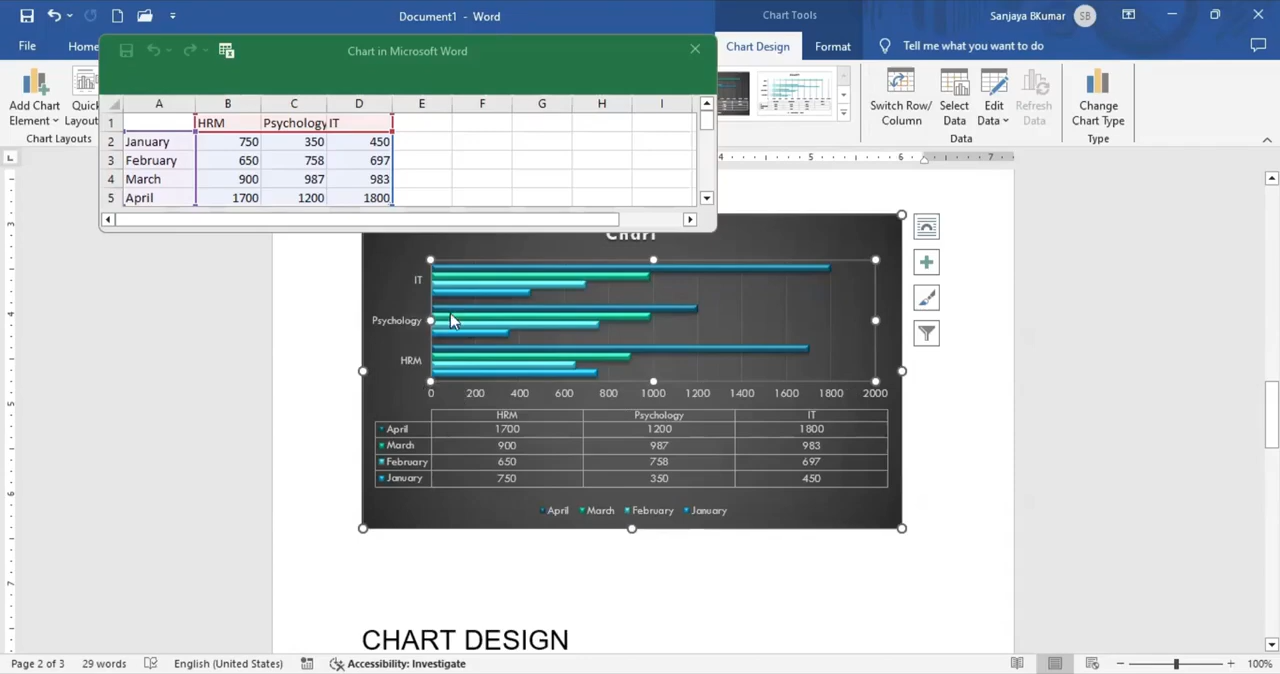 Document1 - Word
Chart Tools
Sanjaya BKumar SB
File Home
Chart Design Format
Tell me what you want to do
Chart in Microsoft Word
Add Chart Element
Quick Layout
Chart Layouts
Switch Row/ Column
Select Data
Edit Data
Refresh Data
Data
Change Chart Type
Type
A B C D E F G H I
1 HRM Psychology IT
2 January 750 350 450
3 February 650 758 697
4 March 900 987 983
5 April 1700 1200 1800
4 5 6 7
Chart
IT
Psychology
HRM
0 200 400 600 800 1000 1200 1400 1600 1800 2000
HRM Psychology IT
April 1700 1200 1800
March 900 987 983
February 650 758 697
January 750 350 450
April March February January
CHART DESIGN
Page 2 of 3 29 words English (United States) Accessibility: Investigate 100%